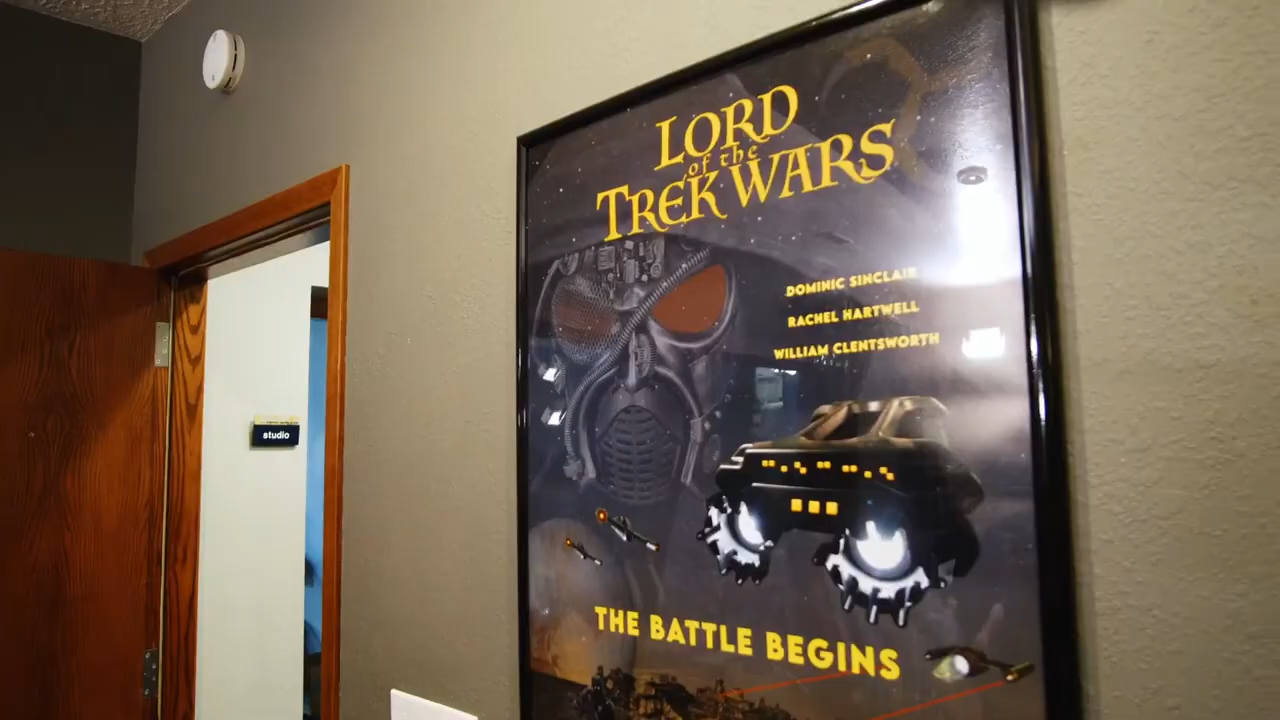 studio
LORD
of the
TREK WARS
DOMINIC SINCLAIR
RACHEL HARTWELL
WILLIAM CLENTSWORTH
THE BATTLE BEGINS